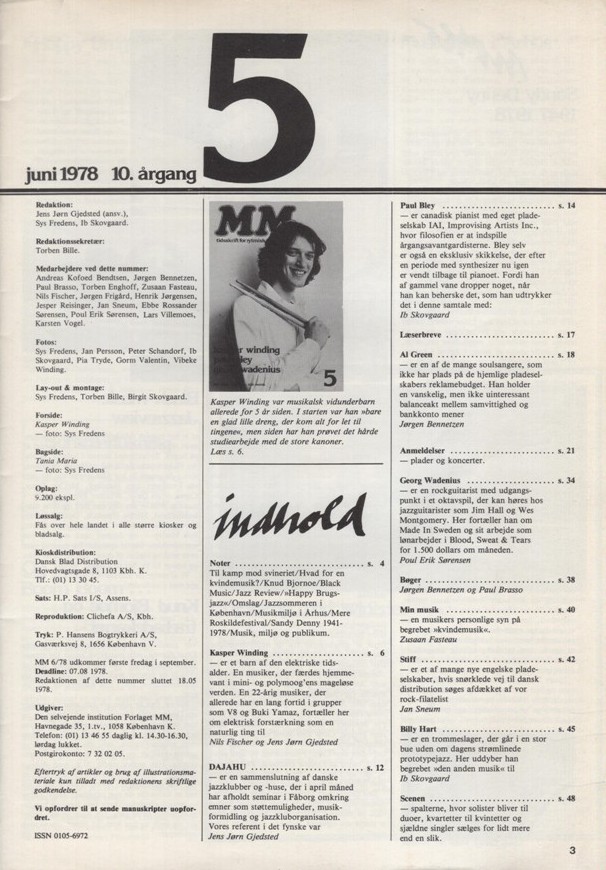 5
juni 1978 10. årgang
Redaktion:
Jens Jørn Gjedsted (ansv.),
Sys Fredens, Ib Skovgaard.
Redaktionssekretær:
Torben Bille.
Medarbejdere ved dette nummer:
Andreas Kofoed Bendtsen, Jørgen Bennetzen,
Paul Brasso, Torben Enghoff, Zusaan Fasteau,
Nils Fischer, Jørgen Frigård, Henrik Jørgensen,
Jesper Reisinger, Jan Sneum, Ebbe Rossander
Sørensen, Poul Erik Sørensen, Lars Villemoes,
Karsten Vogel.
Fotos:
Sys Fredens, Jan Persson, Peter Schandorf, Ib
Skovgaard, Pia Tryde, Gorm Valentin, Vibeke
Winding.
Lay-out & montage:
Sys Fredens, Torben Bille, Birgit Skovgaard.
Forside:
Kasper Winding
— foto: Sys Fredens
Bagside:
Tania Maria
— foto: Sys Fredens
Oplag:
9.200 ekspl.
Løssalg:
Fås over hele landet i alle større kiosker og
bladsalg.
Kioskdistribution:
Dansk Blad Distribution
Hovedvagtsgade 8, 1103 Kbh. K.
Tlf.: (01) 13 30 45.
Sats: H.P. Sats I/S, Assens.
Reproduktion: Clichefa A/S, Kbh.
Tryk: P. Hansens Bogtrykkeri A/S,
Gasværksvej 8, 1656 København V.
MM 6/78 udkommer første fredag i september.
Deadline: 07.08 1978.
Redaktionen af dette nummer sluttet 18.05
1978.
Udgiver:
Den selvejende institution Forlaget MM,
Havnegade 35, 1.tv., 1058 København K.
Telefon: (01) 13 46 55 daglig kl. 14.30-16.30,
lørdag lukket.
Postgirokonto: 7 32 02 05.
Eftertryk af artikler og brug af illustrationsma-
teriale kun tilladt med redaktionens skriftlige
godkendelse.
Vi opfordrer til at sende manuskripter uopfor-
dret.
ISSN 0105-6972
MM
winding
ley
wadenius
5
Kasper Winding var musikalsk vidunderbarn
allerede for 5 år siden. I starten var han »bare
en glad lille dreng, der kom alt for let til
tingene«, men siden har han prøvet det hårde
studiearbejde med de store kanoner.
Læs s. 6.
indhold
Noter .......... s. 4
Til kamp mod svineriet/Hvad for en
kvindemusik?/Knud Bjornoe/Black
Music/Jazz Review/»Happy Brugs-
jazz«/Omslag/Jazzsommeren i
København/Musikmiljø i Århus/Mere
Roskildefestival/Sandy Denny 1941-
1978/Musik, miljø og publikum.
Kasper Winding .......... s. 6
— er et barn af den elektriske tids-
alder. En musiker, der færdes hjemme-
vant i mini- og polymoog'ens mageløse
verden. En 22-årig musiker, der
allerede har en lang fortid i grupper
som V8 og Buki Yamaz, fortæller her
om elektrisk forstærkning som en
naturlig ting til
Nils Fischer og Jens Jørn Gjedsted
DAJAHU .......... s. 12
— er en sammenslutning af danske
jazzklubber og -huse, der i april måned
har afholdt seminar i Fåborg omkring
emner som støttemuligheder, musik-
formidling og jazzkluborganisation.
Vores referent i det fynske var
Jens Jørn Gjedsted
Paul Bley .......... s. 14
— er canadisk pianist med eget plade-
selskab IAI, Improvising Artists Inc.,
hvor filosofien er at indspille
årgangsavantgardisterne. Bley selv
er også en eksklusiv skikkelse, der efter
en periode med synthesizer nu igen
er vendt tilbage til pianoet. Fordi han
af gammel vane dropper noget, når
han kan beherske det, som han udtrykker
det i denne samtale med:
Ib Skovgaard
Læserbreve .......... s. 17
Al Green .......... s. 18
— er en af de mange soulsangere, som
ikke har plads på de hjemlige pladesel-
skabers reklamebudget. Han holder
en vanskelig, men ikke uinteressant
balanceakt mellem samvittighed og
bankkonto mener
Jørgen Bennetzen
Anmeldelser .......... s. 21
— plader og koncerter.
Georg Wadenius .......... s. 34
— er en rockguitarist med udgangs-
punkt i et oktavspil, der kan høres hos
jazzguitarister som Jim Hall og Wes
Montgomery. Her fortæller han om
Made In Sweden og sit arbejde som
lønarbejder i Blood, Sweat & Tears
for 1.500 dollars om måneden.
Poul Erik Sørensen
Bøger .......... s. 38
Jørgen Bennetzen og Paul Brasso
Min musik .......... s. 40
— en musikers personlige syn på
begrebet »kvindemusik«.
Zusaan Fasteau
Stiff .......... s. 42
— er et af mange nye engelske plade-
selskaber, hvis snørklede vej til dansk
distribution søges afdækket af vor
rock-filatelist
Jan Sneum
Billy Hart .......... s. 45
— er en trommeslager, der går i en stor
bue uden om dagens strømlinede
prototypejazz. Her uddyber han
begrebet »den anden musik« til
Ib Skovgaard
Scenen .......... s. 48
— spalterne, hvor solister bliver til
duoer, kvartetter til kvintetter og
sjældne singler sælges for lidt mere
end en slik.
3